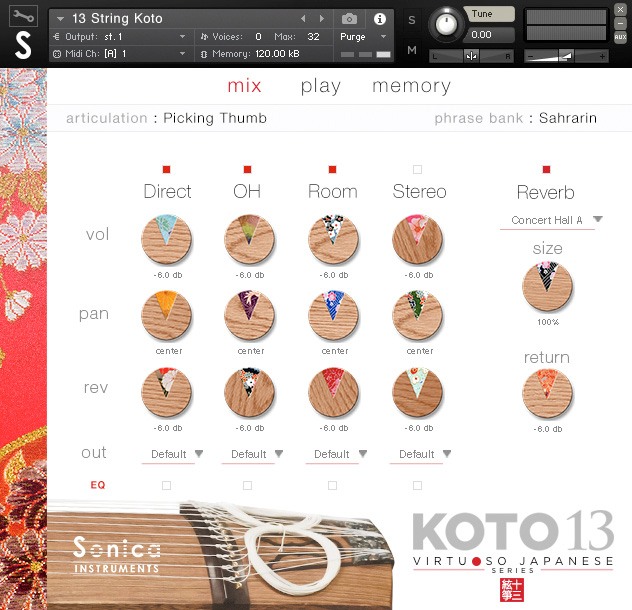 13 String Koto
Output: st. 1
Voices: 0 Max: 32
Purge
Midi Ch: [A] 1
Memory: 120.00 kB
S
M
Tune
0.00
L R
AUX
mix play memory
articulation : Picking Thumb
phrase bank : Sahrarin
Direct OH Room Stereo Reverb
Concert Hall A
vol
-6.0 db -6.0 db -6.0 db -6.0 db
size
100%
pan
center center center center
return
-6.0 db
rev
-6.0 db -6.0 db -6.0 db -6.0 db
out Default Default Default Default
EQ
Sonica
INSTRUMENTS
KOTO 13
VIRTUOSO JAPANESE
SERIES
十三
絃箏